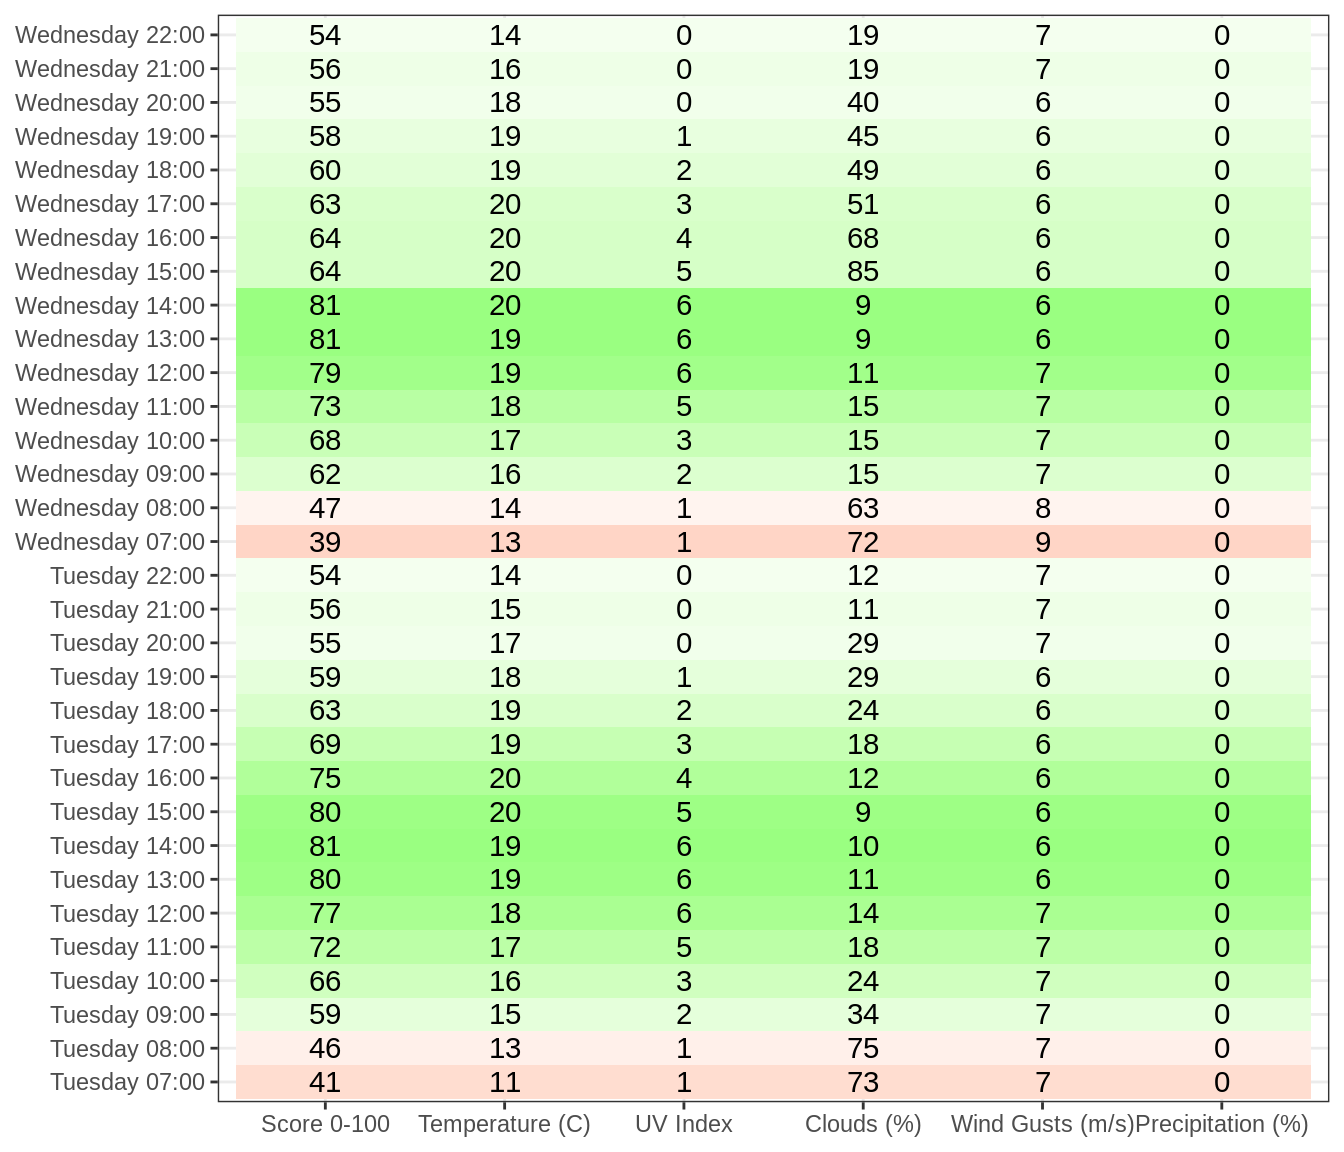 Wednesday 22:00 54 14 0 19 7 0
Wednesday 21:00 56 16 0 19 7 0
Wednesday 20:00 55 18 0 40 6 0
Wednesday 19:00 58 19 1 45 6 0
Wednesday 18:00 60 19 2 49 6 0
Wednesday 17:00 63 20 3 51 6 0
Wednesday 16:00 64 20 4 68 6 0
Wednesday 15:00 64 20 5 85 6 0
Wednesday 14:00 81 20 6 9 6 0
Wednesday 13:00 81 19 6 9 6 0
Wednesday 12:00 79 19 6 11 7 0
Wednesday 11:00 73 18 5 15 7 0
Wednesday 10:00 68 17 3 15 7 0
Wednesday 09:00 62 16 2 15 7 0
Wednesday 08:00 47 14 1 63 8 0
Wednesday 07:00 39 13 1 72 9 0
Tuesday 22:00 54 14 0 12 7 0
Tuesday 21:00 56 15 0 11 7 0
Tuesday 20:00 55 17 0 29 7 0
Tuesday 19:00 59 18 1 29 6 0
Tuesday 18:00 63 19 2 24 6 0
Tuesday 17:00 69 19 3 18 6 0
Tuesday 16:00 75 20 4 12 6 0
Tuesday 15:00 80 20 5 9 6 0
Tuesday 14:00 81 19 6 10 6 0
Tuesday 13:00 80 19 6 11 6 0
Tuesday 12:00 77 18 6 14 7 0
Tuesday 11:00 72 17 5 18 7 0
Tuesday 10:00 66 16 3 24 7 0
Tuesday 09:00 59 15 2 34 7 0
Tuesday 08:00 46 13 1 75 7 0
Tuesday 07:00 41 11 1 73 7 0
Score 0-100 Temperature (C) UV Index Clouds (%) Wind Gusts (m/s) Precipitation (%)